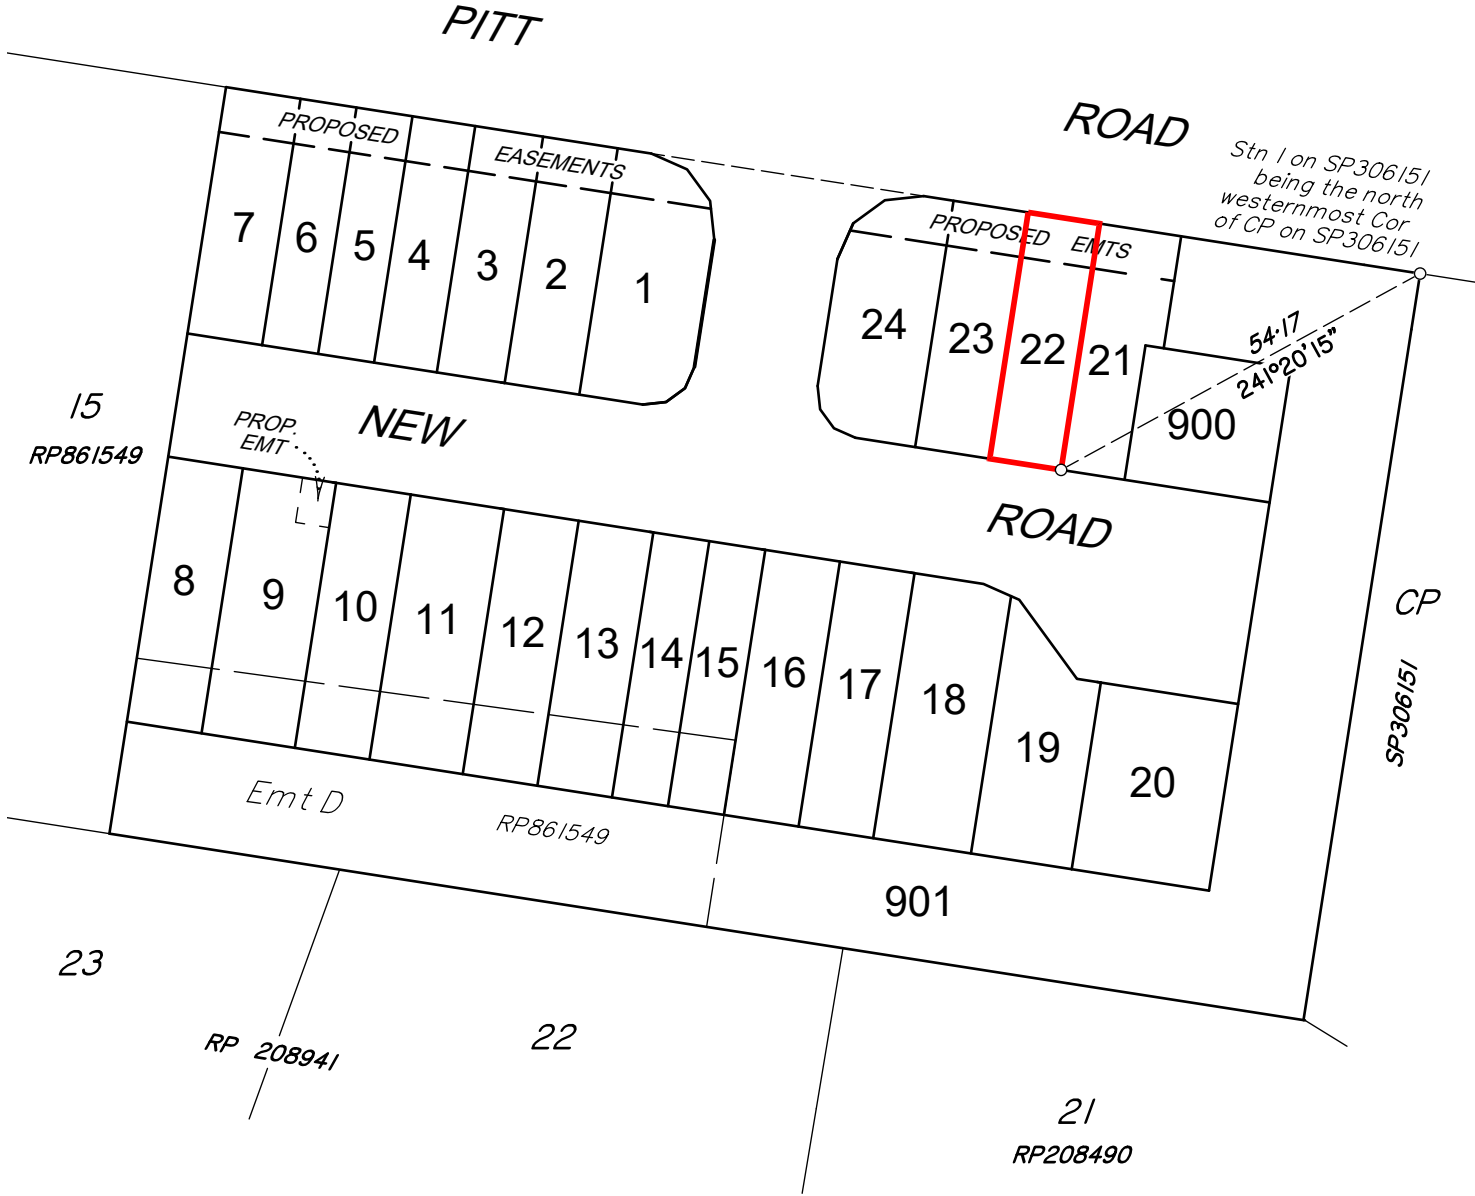 PITT
ROAD
Stn 1 on SP306151
being the north
westernmost Cor
of CP on SP306151
PROPOSED
EASEMENTS
PROPOSED EMTS
7
6
5
4
3
2
1
24
23
22
21
900
54·17
241°20'15"
15
RP861549
PROP.
EMT
NEW
ROAD
8
9
10
11
12
13
14
15
16
17
18
19
20
CP
SP306151
Emt D
RP861549
901
23
RP 208941
22
21
RP208490